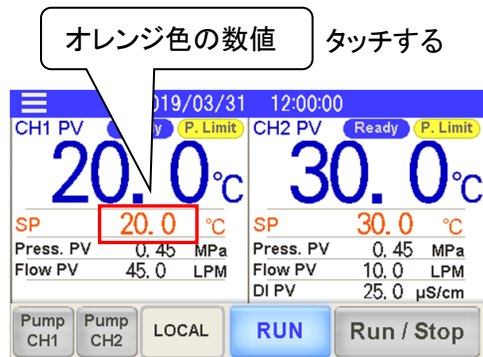 オレンジ色の数値 タッチする
019/03/31 12:00:00
CH1 PV y P. Limit CH2 PV Ready P. Limit
20.0℃ 30.0℃
SP 20.0 ℃ SP 30.0 ℃
Press. PV 0.45 MPa Press. PV 0.45 MPa
Flow PV 45.0 LPM Flow PV 10.0 LPM
DI PV 25.0 μS/cm
Pump CH1 Pump CH2 LOCAL RUN Run / Stop